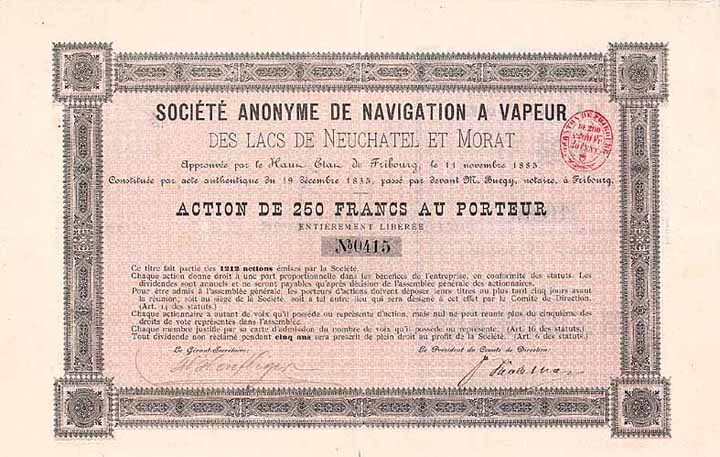 SOCIÉTÉ ANONYME DE NAVIGATION A VAPEUR
DES LACS DE NEUCHATEL ET MORAT
Approuvée par le Haut Etat de Fribourg, le 11 novembre 1885
Constituée par acte authentique du 19 décembre 1885, passé par devant M. Burgy, notaire, à Fribourg.
ACTION DE 250 FRANCS AU PORTEUR
ENTIÈREMENT LIBÉRÉE
No 0415
Ce titre fait partie des 1212 actions émises par la Société.
Chaque action donne droit à une part proportionnelle dans les bénéfices de l'entreprise, en conformité des statuts. Les
dividendes sont annuels et ne seront payables qu'après décision de l'assemblée générale des actionnaires.
Pour être admis à l'assemblée générale, les porteurs d'actions doivent déposer leurs titres au plus tard cinq jours avant
la réunion, soit au siège de la Société, soit à tel autre lieu qui sera désigné à cet effet par le Comité de Direction.
(Art. 14 des statuts.)
Chaque actionnaire a autant de voix qu'il possède ou représente d'action, mais nul ne peut réunir plus du cinquième des
droits de vote représentés dans l'assemblée.
Chaque membre justifie par sa carte d'admission du nombre de voix qu'il possède ou représente. (Art. 16 des statuts.)
Tout dividende non réclamé pendant cinq ans sera prescrit de plein droit au profit de la Société. (Art. 6 des statuts.)
Le Gérant-Secrétaire: Le Président du Comité de Direction: